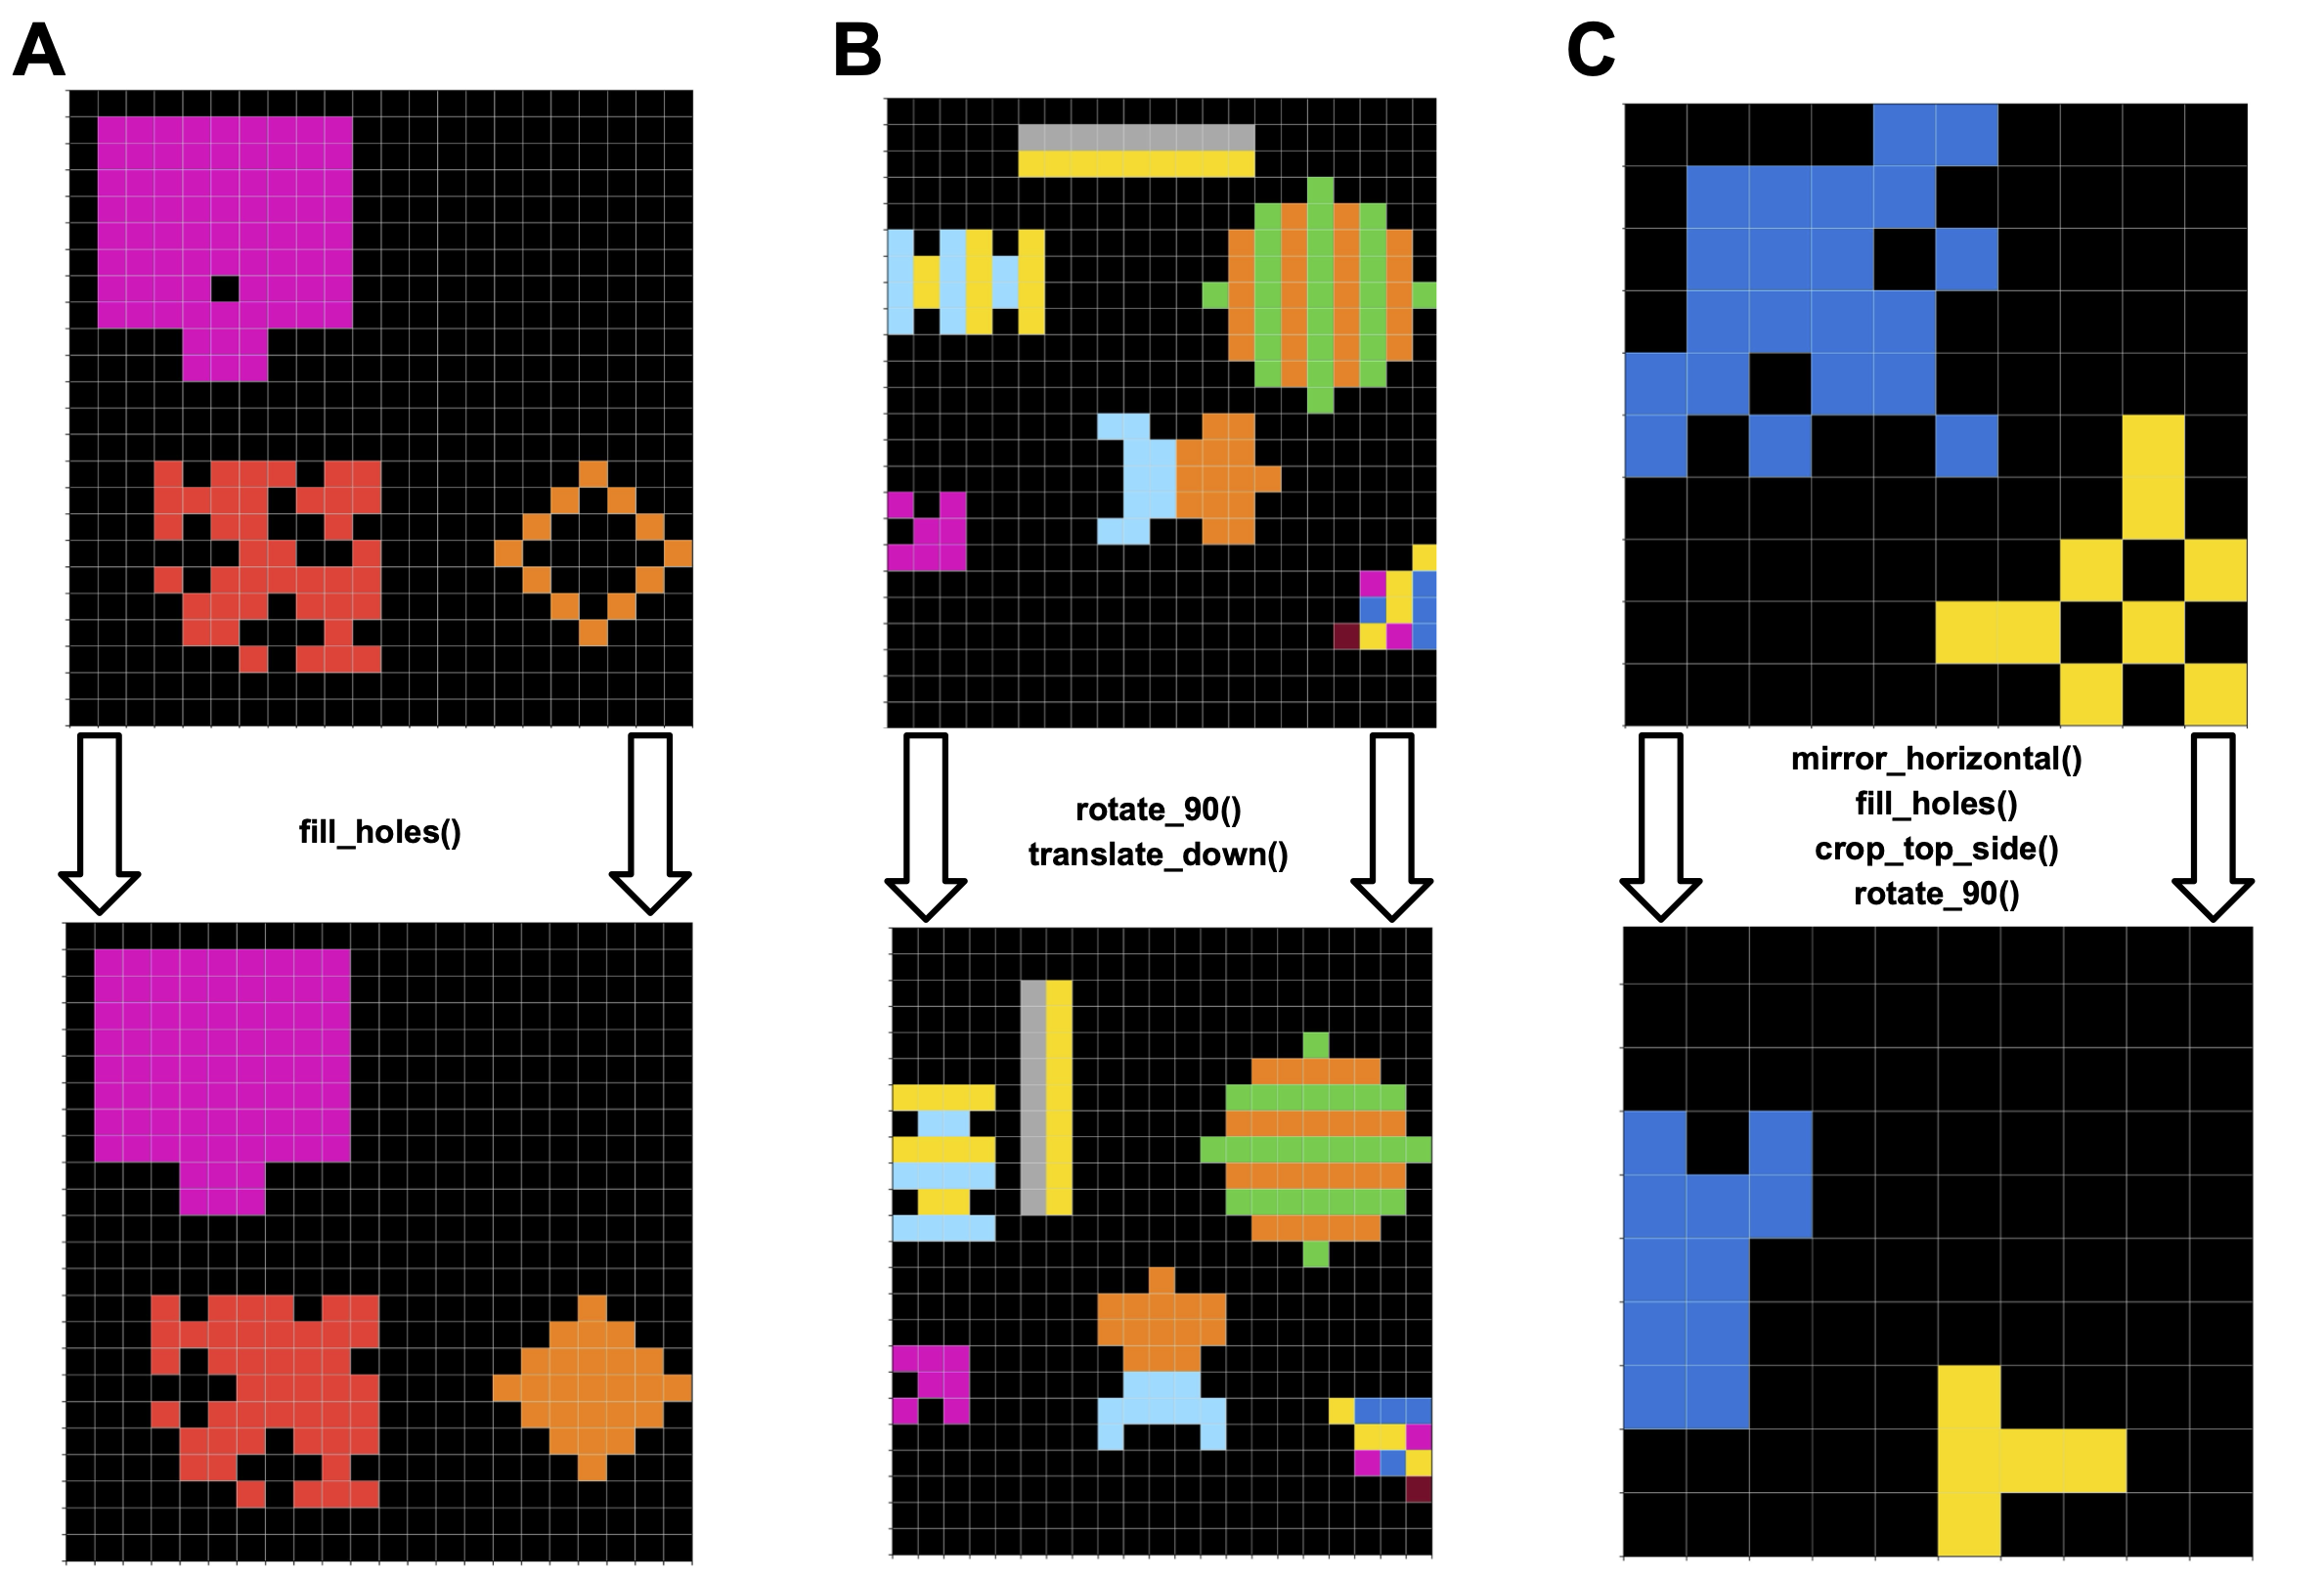 A
B
C
fill_holes()
rotate_90()
translate_down()
mirror_horizontal()
fill_holes()
crop_top_side()
rotate_90()